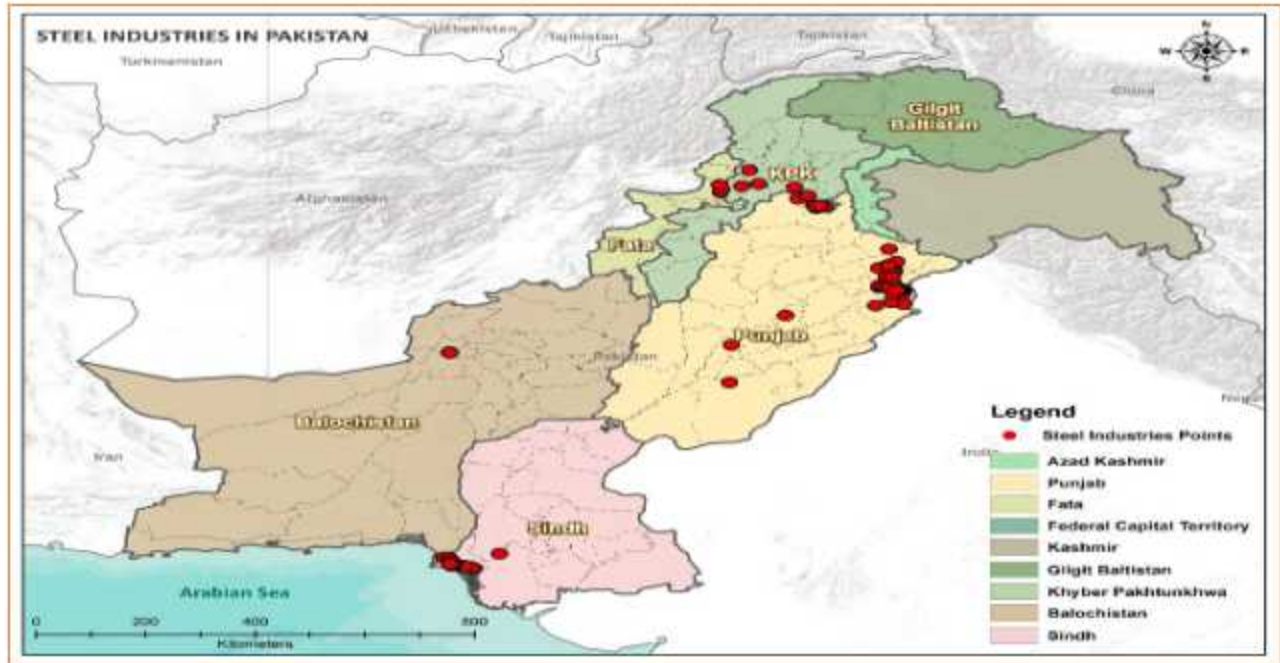 STEEL INDUSTRIES IN PAKISTAN
Uzbekistan
Tajikistan
Tajikistan
Turkmenistan
N
W
S
China
Gilgit
Baltistan
KPK
Afghanistan
Fata
Punjab
Pakistan
Balochistan
Iran
India
Sindh
Arabian Sea
0 200 400 800
Kilometers
Legend
Steel Industries Points
Azad Kashmir
Punjab
Fata
Federal Capital Territory
Kashmir
Gilgit Baltistan
Khyber Pakhtunkhwa
Balochistan
Sindh